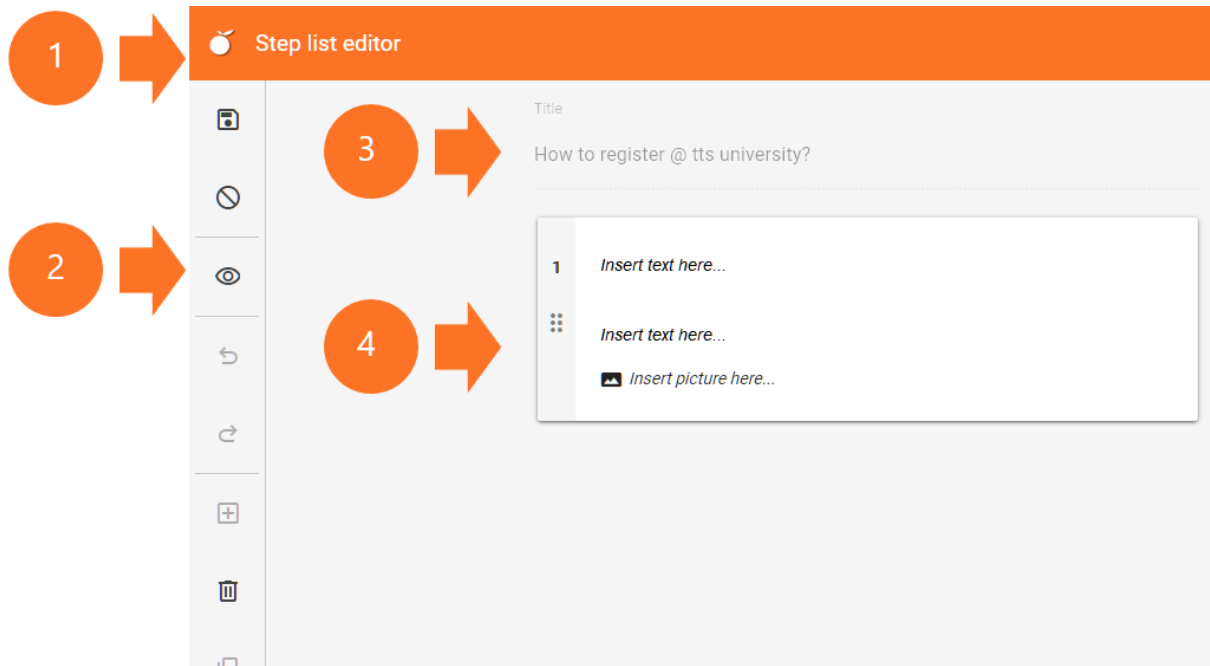 1
Step list editor
Title
3
How to register @ tts university?
2
1
Insert text here...
4
Insert text here...
Insert picture here...